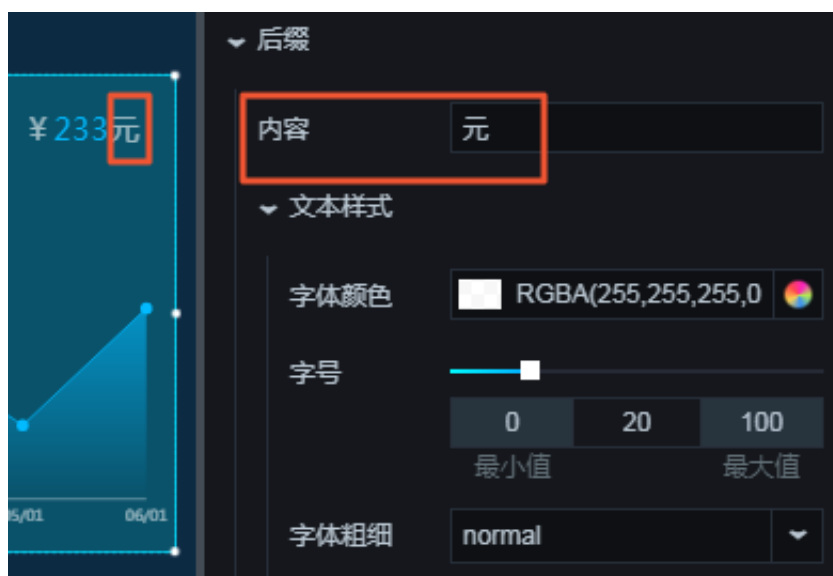 ¥233元
05/01 06/01
后缀
内容 元
文本样式
字体颜色 RGBA(255,255,255,0
字号
0 20 100
最小值 最大值
字体粗细 normal